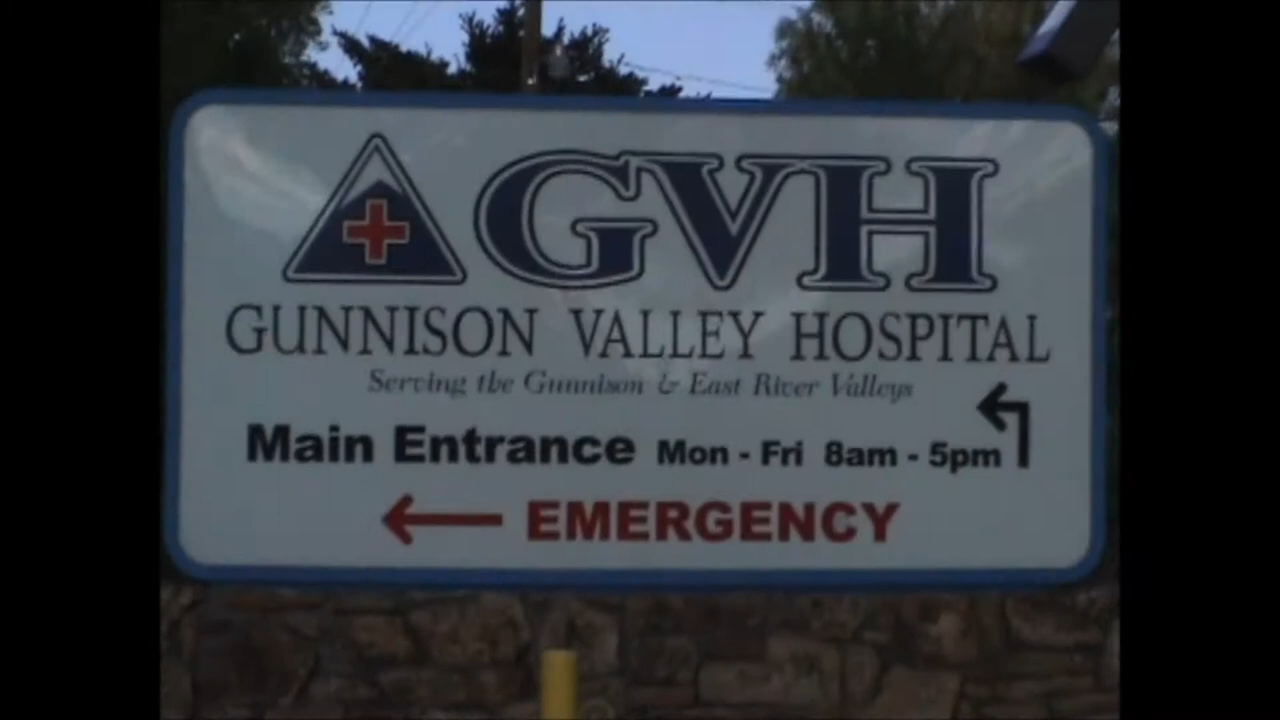 GVH
GUNNISON VALLEY HOSPITAL
Serving the Gunnison & East River Valleys
Main Entrance Mon - Fri 8am - 5pm
EMERGENCY